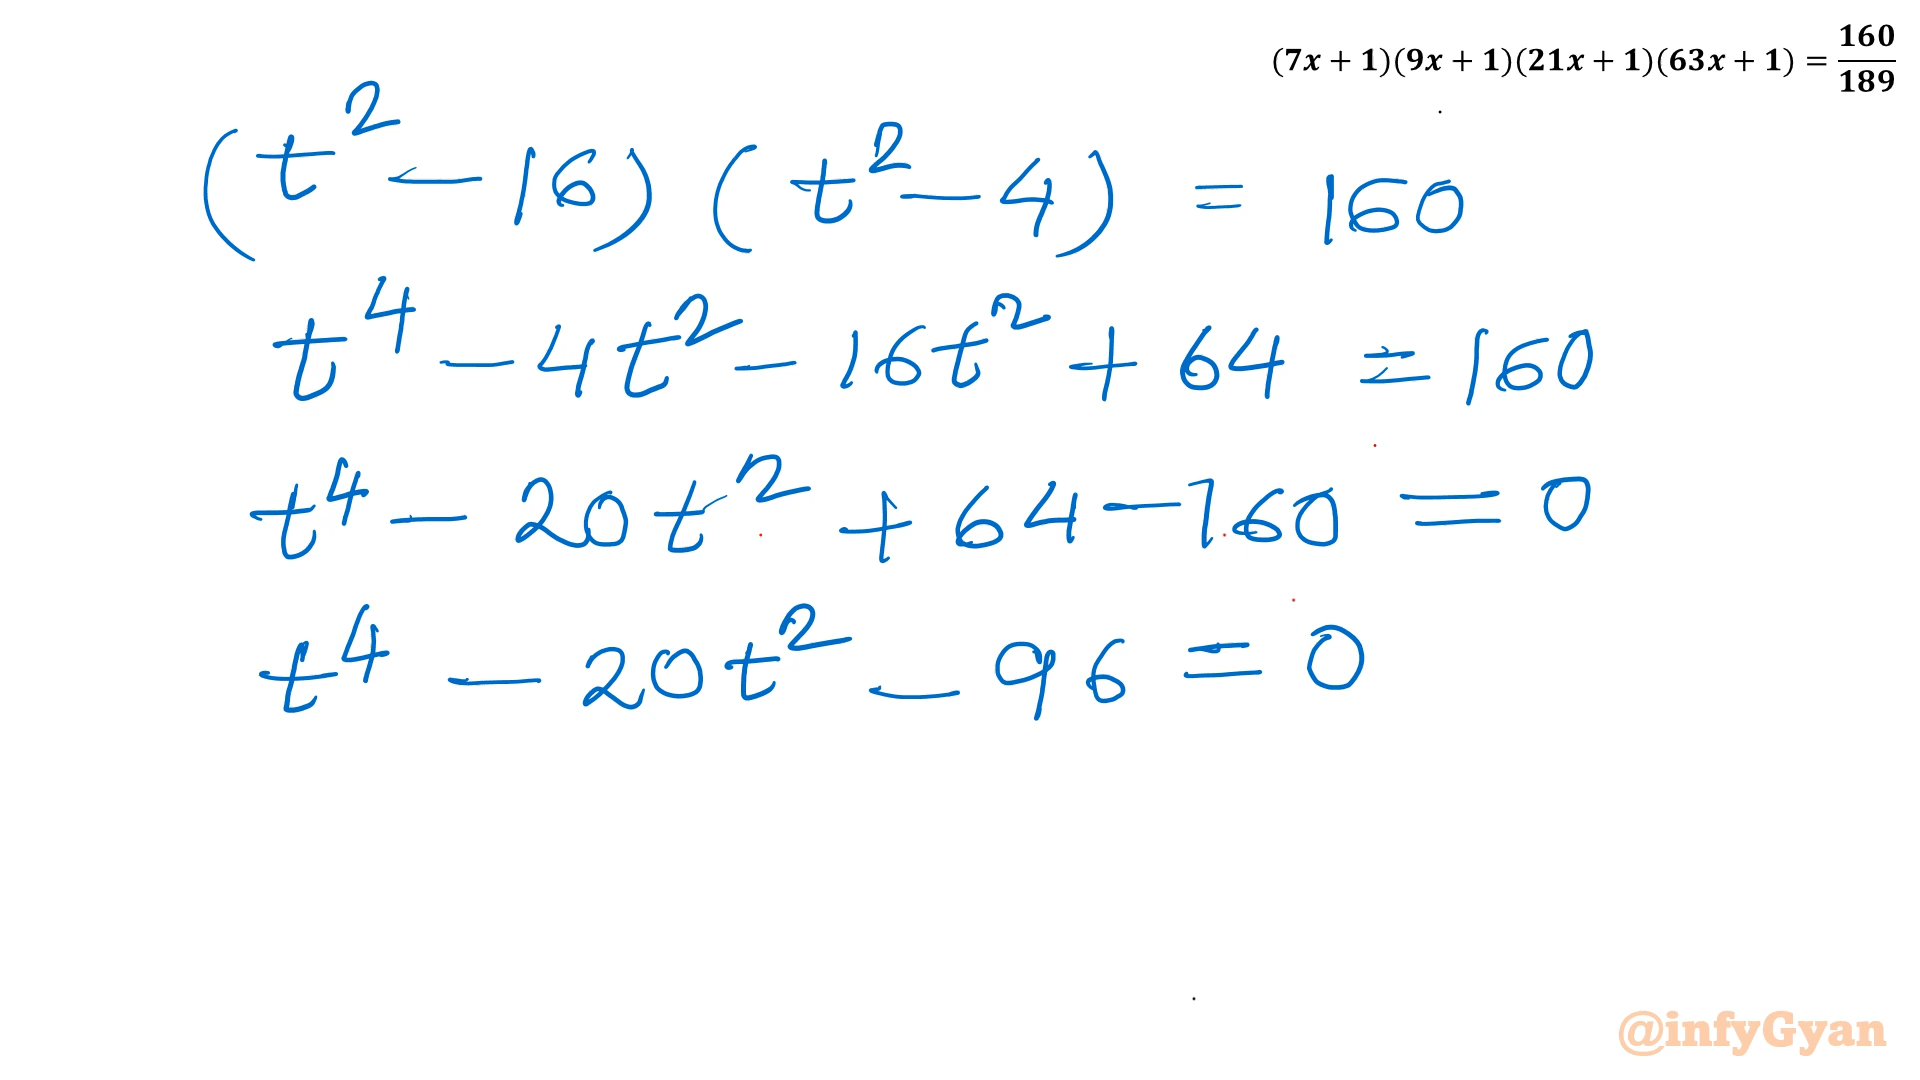 (7x + 1)(9x + 1)(21x + 1)(63x + 1) = 160/189
(t² - 16)(t² - 4) = 160
t⁴ - 4t² - 16t² + 64 = 160
t⁴ - 20t² + 64 - 160 = 0
t⁴ - 20t² - 96 = 0
@infyGyan